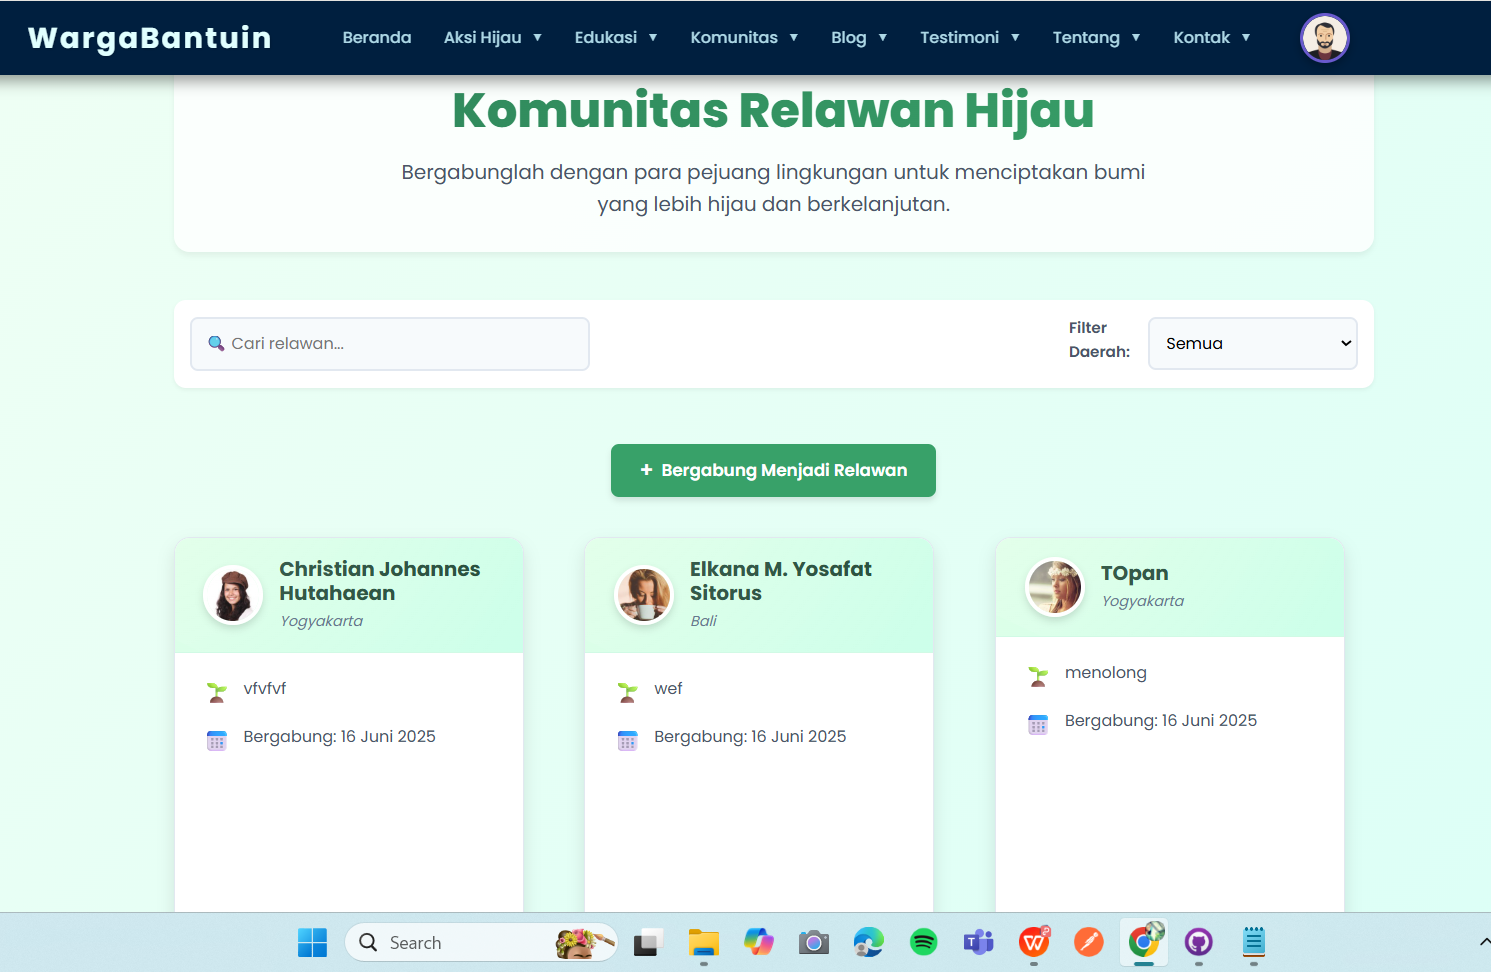 WargaBantuin
Beranda Aksi Hijau ▼ Edukasi ▼ Komunitas ▼ Blog ▼ Testimoni ▼ Tentang ▼ Kontak ▼
Komunitas Relawan Hijau
Bergabunglah dengan para pejuang lingkungan untuk menciptakan bumi
yang lebih hijau dan berkelanjutan.
🔍 Cari relawan...
Filter
Daerah:
Semua
+ Bergabung Menjadi Relawan
Christian Johannes
Hutahaean
Yogyakarta
vfvfvf
Bergabung: 16 Juni 2025
Elkana M. Yosafat
Sitorus
Bali
wef
Bergabung: 16 Juni 2025
TOpan
Yogyakarta
menolong
Bergabung: 16 Juni 2025
Search